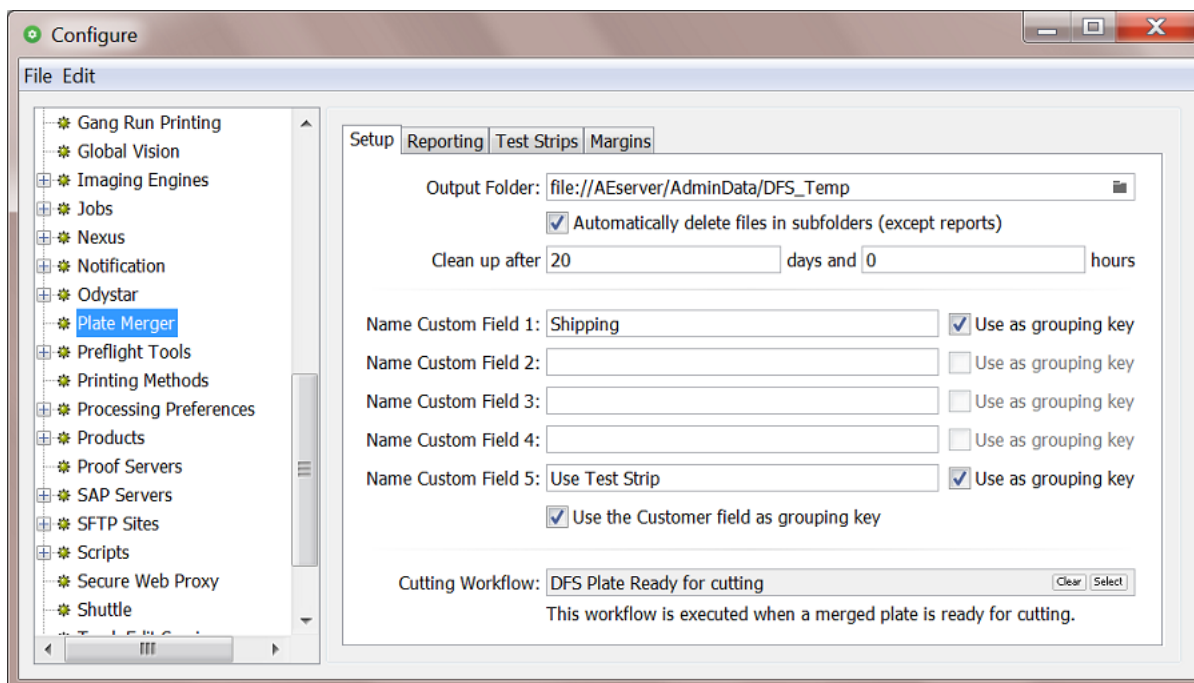 Configure
File Edit
Gang Run Printing
Global Vision
Imaging Engines
Jobs
Nexus
Notification
Odystar
Plate Merger
Preflight Tools
Printing Methods
Processing Preferences
Products
Proof Servers
SAP Servers
SFTP Sites
Scripts
Secure Web Proxy
Shuttle
Setup Reporting Test Strips Margins
Output Folder: file://AEserver/AdminData/DFS_Temp
Automatically delete files in subfolders (except reports)
Clean up after 20 days and 0 hours
Name Custom Field 1: Shipping Use as grouping key
Name Custom Field 2: Use as grouping key
Name Custom Field 3: Use as grouping key
Name Custom Field 4: Use as grouping key
Name Custom Field 5: Use Test Strip Use as grouping key
Use the Customer field as grouping key
Cutting Workflow: DFS Plate Ready for cutting Clear Select
This workflow is executed when a merged plate is ready for cutting.